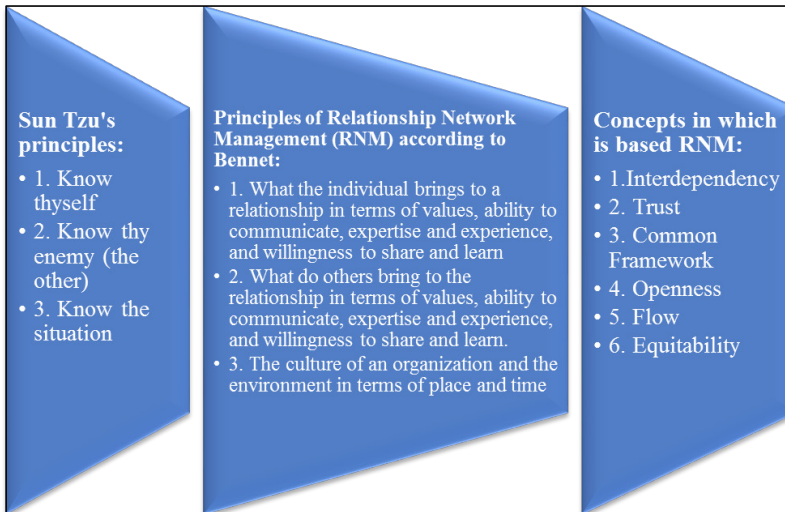 Sun Tzu's
principles:
• 1. Know
thyself
• 2. Know thy
enemy (the
other)
• 3. Know the
situation
Principles of Relationship Network
Management (RNM) according to
Bennet:
• 1. What the individual brings to a
relationship in terms of values, ability to
communicate, expertise and experience,
and willingness to share and learn
• 2. What do others bring to the
relationship in terms of values, ability to
communicate, expertise and experience,
and willingness to share and learn.
• 3. The culture of an organization and the
environment in terms of place and time
Concepts in which
is based RNM:
• 1.Interdependency
• 2. Trust
• 3. Common
Framework
• 4. Openness
• 5. Flow
• 6. Equitability